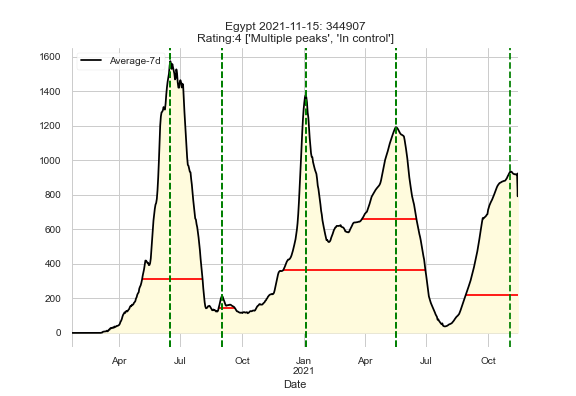 Egypt 2021-11-15: 344907
Rating:4 ['Multiple peaks', 'In control']
1600
Average-7d
1400
1200
1000
800
600
400
200
0
Apr Jul Oct Jan Apr Jul Oct
2021
Date